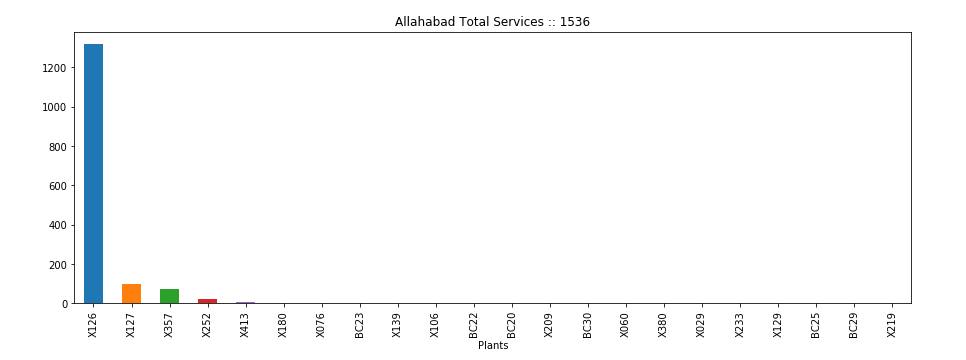 Allahabad Total Services :: 1536
1200
1000
800
600
400
200
0
X126
X127
X357
X252
X413
X180
X076
BC23
X139
X106
BC22
BC20
X209
BC30
X060
X380
X029
X233
X129
BC25
BC29
X219
Plants